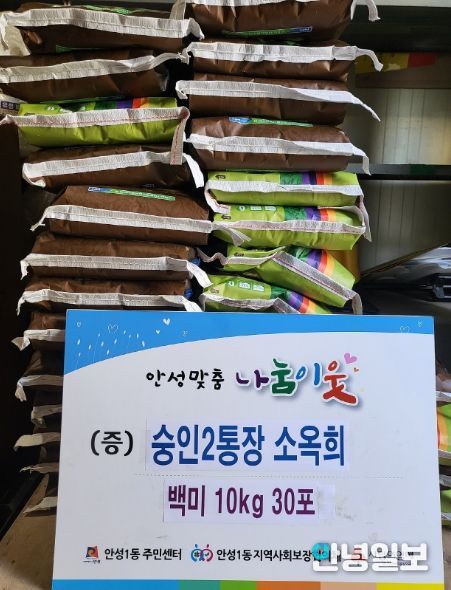 안성맞춤 나눔이웃
(증) 숭인2통장 소옥희
백미 10kg 30포
안성1동 주민센터 안성1동지역사회보장
안녕일보